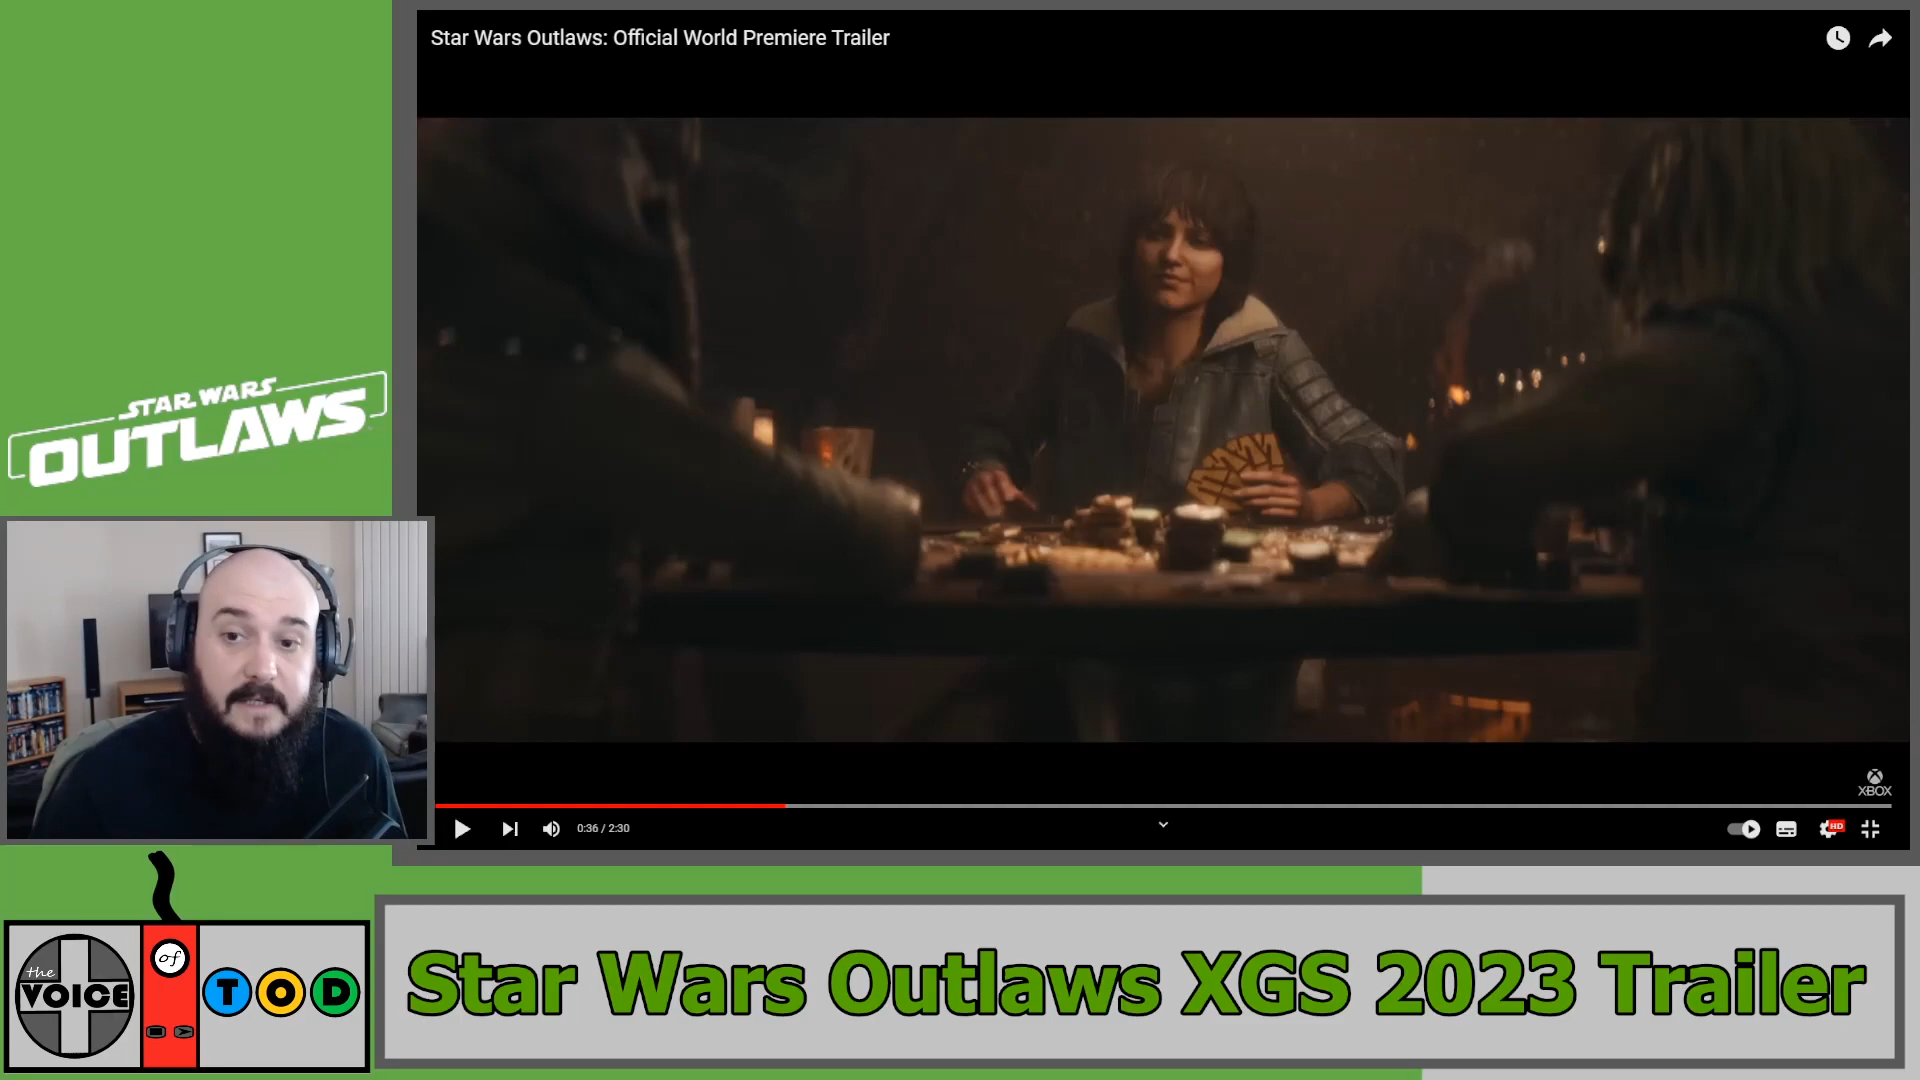 Star Wars Outlaws: Official World Premiere Trailer
STAR WARS
OUTLAWS
XBOX
0:36 / 2:30
HD
the
VOICE
of
TOD
Star Wars Outlaws XGS 2023 Trailer